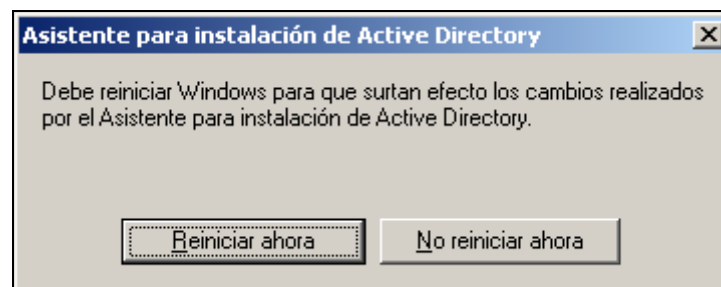 Asistente para instalación de Active Directory
Debe reiniciar Windows para que surtan efecto los cambios realizados
por el Asistente para instalación de Active Directory.
Reiniciar ahora
No reiniciar ahora